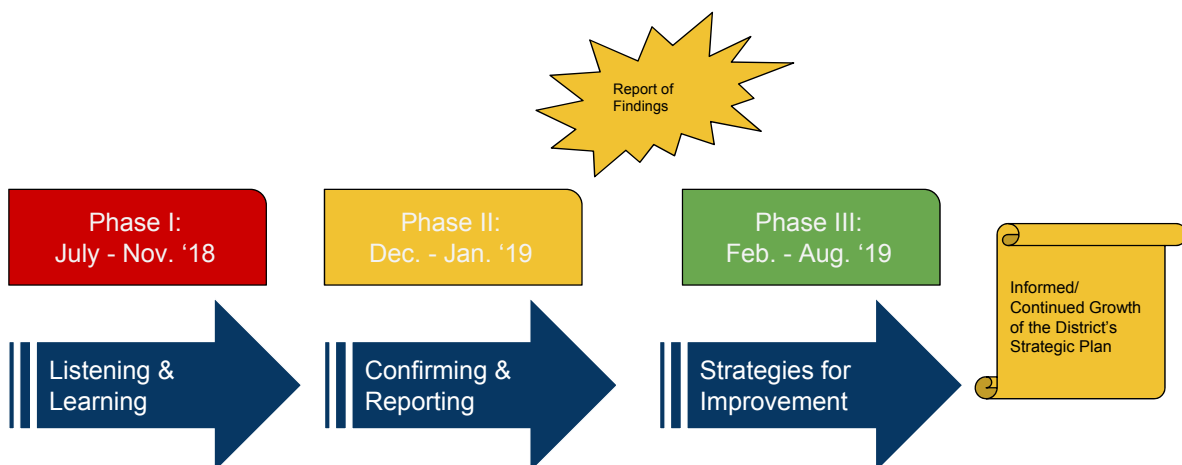 Report of
Findings
Phase I:
July - Nov. ‘18
Phase II:
Dec. - Jan. ‘19
Phase III:
Feb. - Aug. ‘19
Listening &
Learning
Confirming &
Reporting
Strategies for
Improvement
Informed/
Continued Growth
of the District’s
Strategic Plan